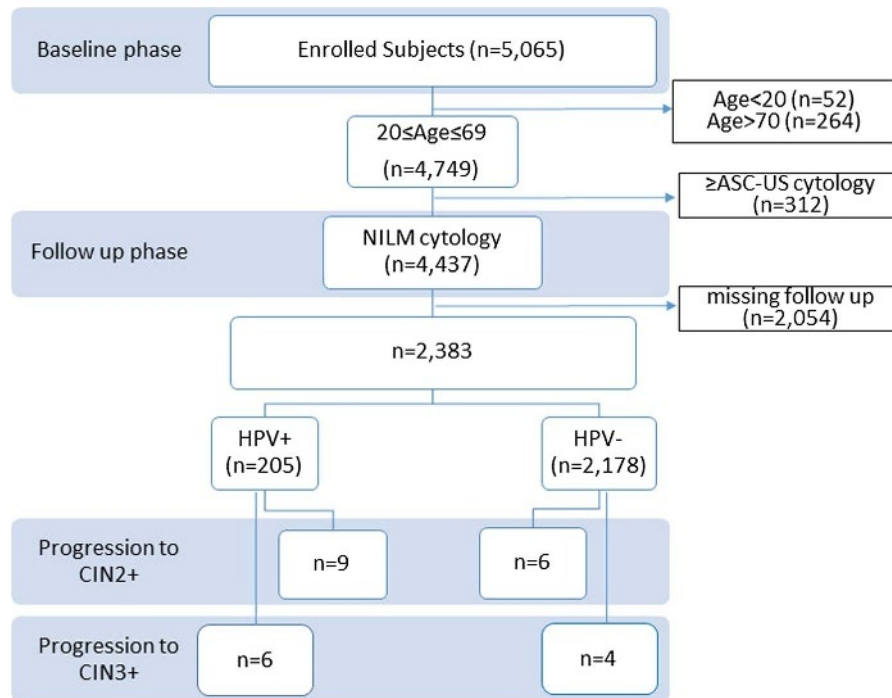 Baseline phase
Enrolled Subjects (n=5,065)
Age<20 (n=52)
Age>70 (n=264)
20≤Age≤69
(n=4,749)
≥ASC-US cytology
(n=312)
Follow up phase
NILM cytology
(n=4,437)
missing follow up
(n=2,054)
n=2,383
HPV+
(n=205)
HPV-
(n=2,178)
Progression to
CIN2+
n=9
n=6
Progression to
CIN3+
n=6
n=4